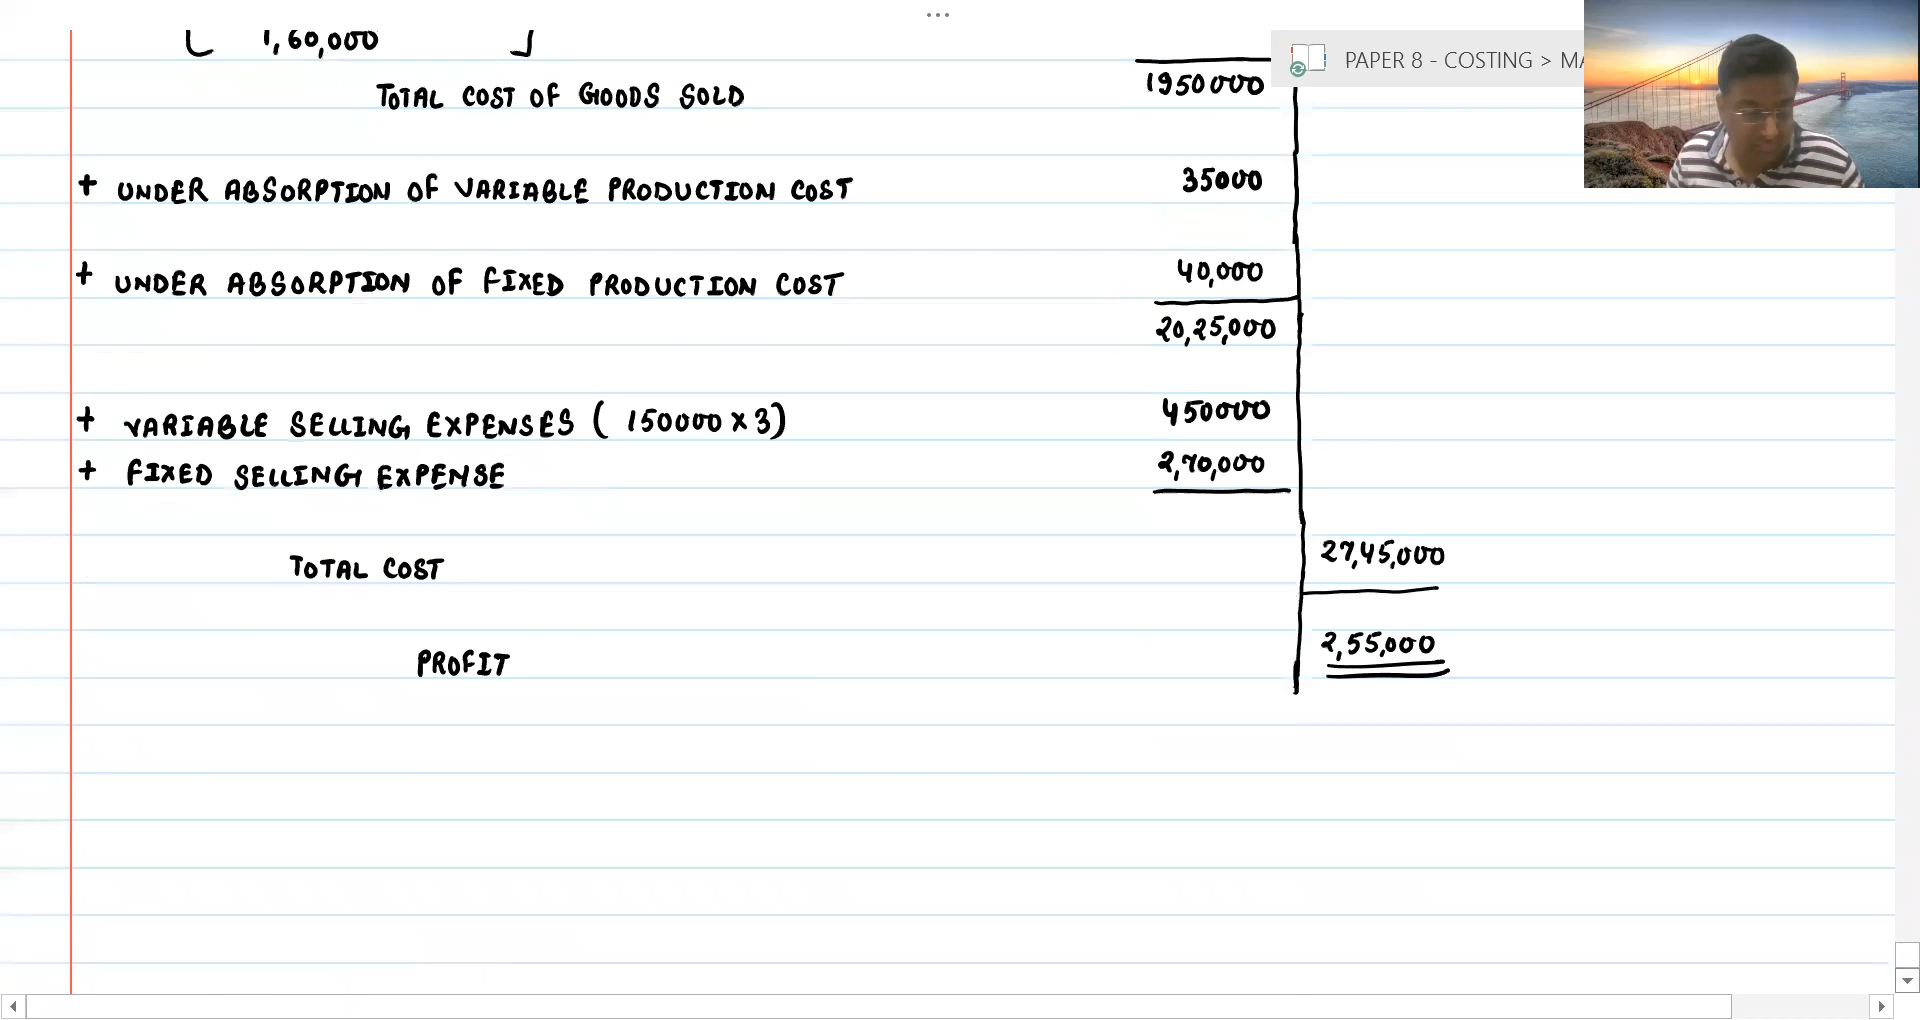 1,60,000
PAPER 8 - COSTING > MA
TOTAL COST OF GOODS SOLD 1950000
+ UNDER ABSORPTION OF VARIABLE PRODUCTION COST 35000
+ UNDER ABSORPTION OF FIXED PRODUCTION COST 40,000
20,25,000
+ VARIABLE SELLING EXPENSES ( 150000 x 3) 450000
+ FIXED SELLING EXPENSE 2,70,000
TOTAL COST 27,45,000
PROFIT 2,55,000